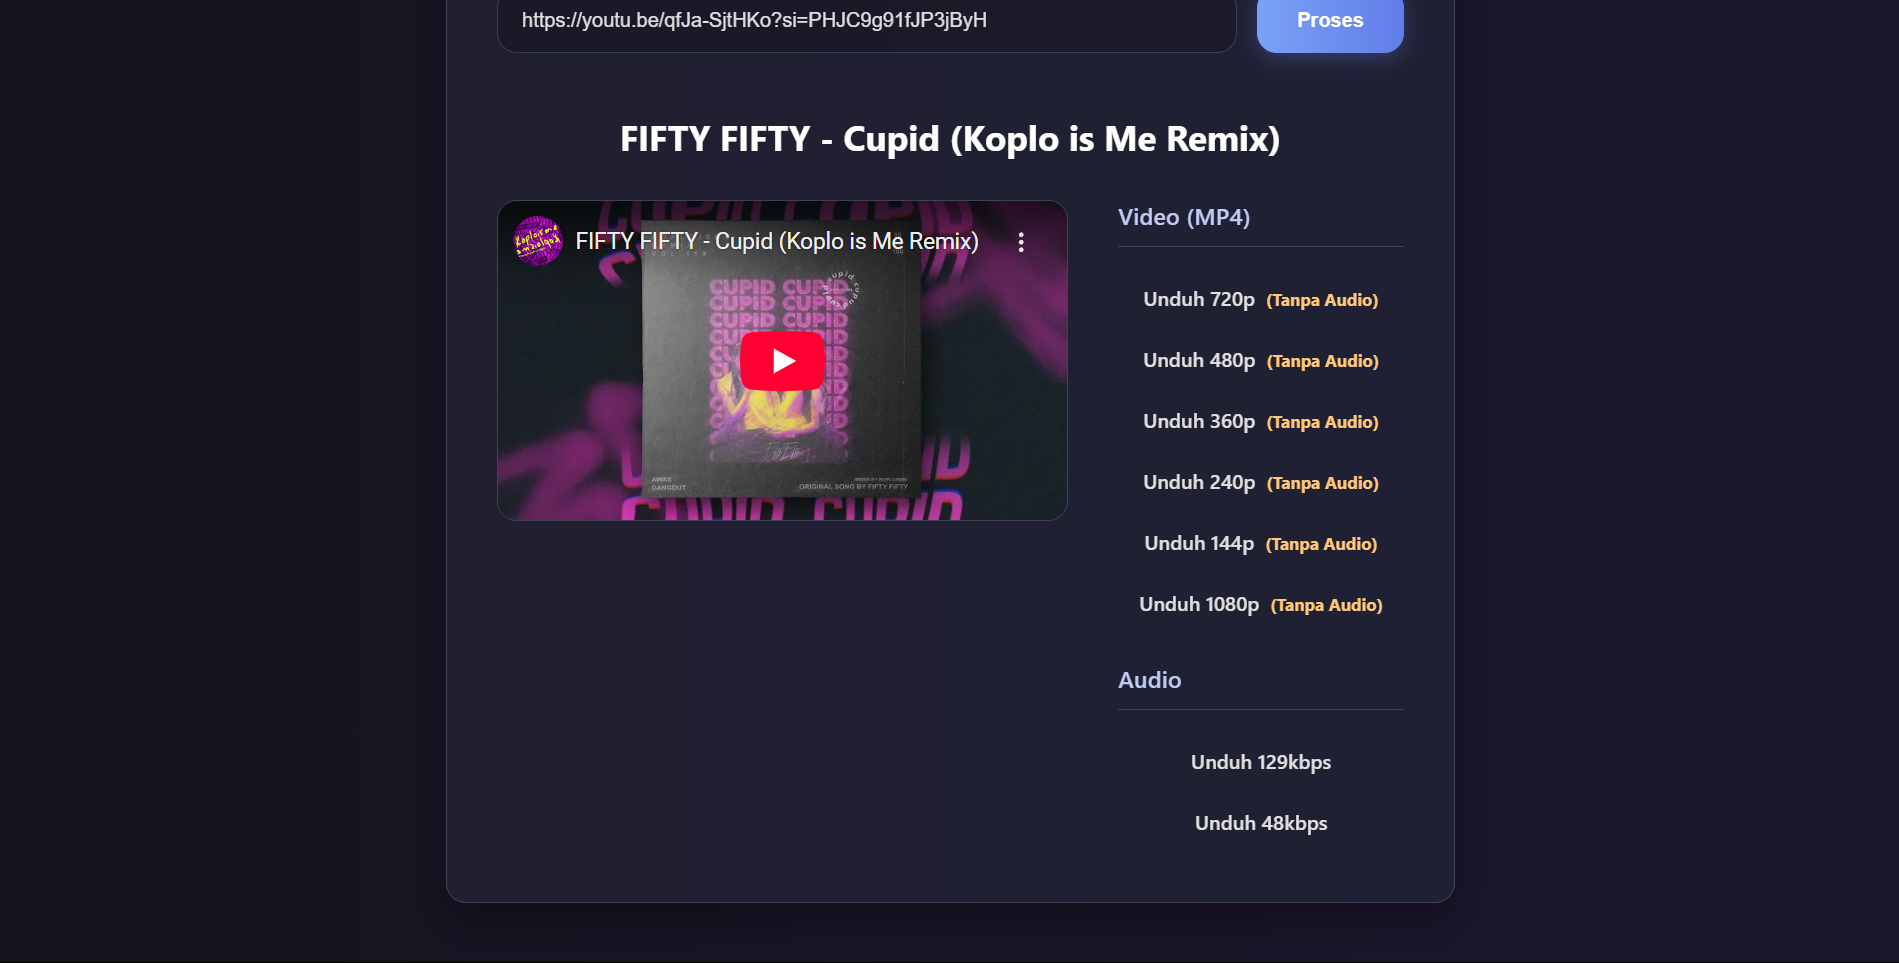 https://youtu.be/qfJa-SjtHKo?si=PHJC9g91fJP3jByH
Proses
FIFTY FIFTY - Cupid (Koplo is Me Remix)
FIFTY FIFTY - Cupid (Koplo is Me Remix)
CUPID CUPID
CUPID CUPID
CUPID CUPID
AWAS
DANGDUT
ORIGINAL SONG BY FIFTY FIFTY
CUPID CUPID
Video (MP4)
Unduh 720p (Tanpa Audio)
Unduh 480p (Tanpa Audio)
Unduh 360p (Tanpa Audio)
Unduh 240p (Tanpa Audio)
Unduh 144p (Tanpa Audio)
Unduh 1080p (Tanpa Audio)
Audio
Unduh 129kbps
Unduh 48kbps